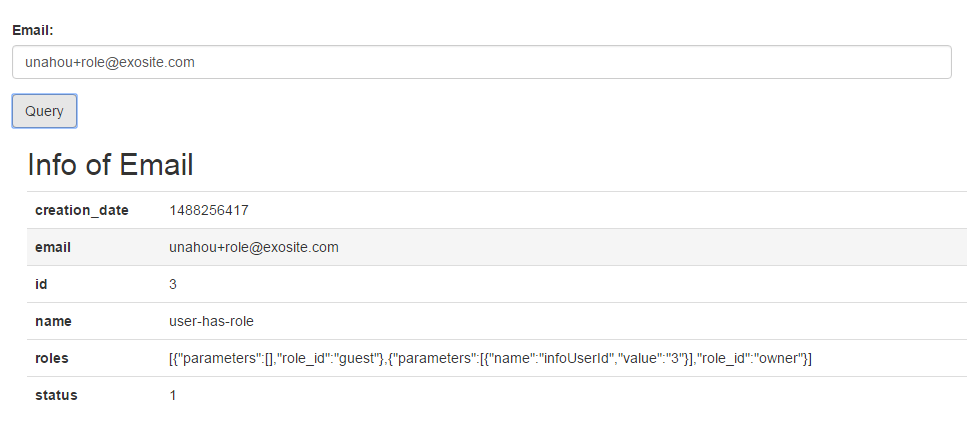 Email:
unahou+role@exosite.com
Query
Info of Email
creation_date 1488256417
email unahou+role@exosite.com
id 3
name user-has-role
roles [{"parameters":[],"role_id":"guest"},{"parameters":[{"name":"infoUserId","value":"3"}],"role_id":"owner"}]
status 1